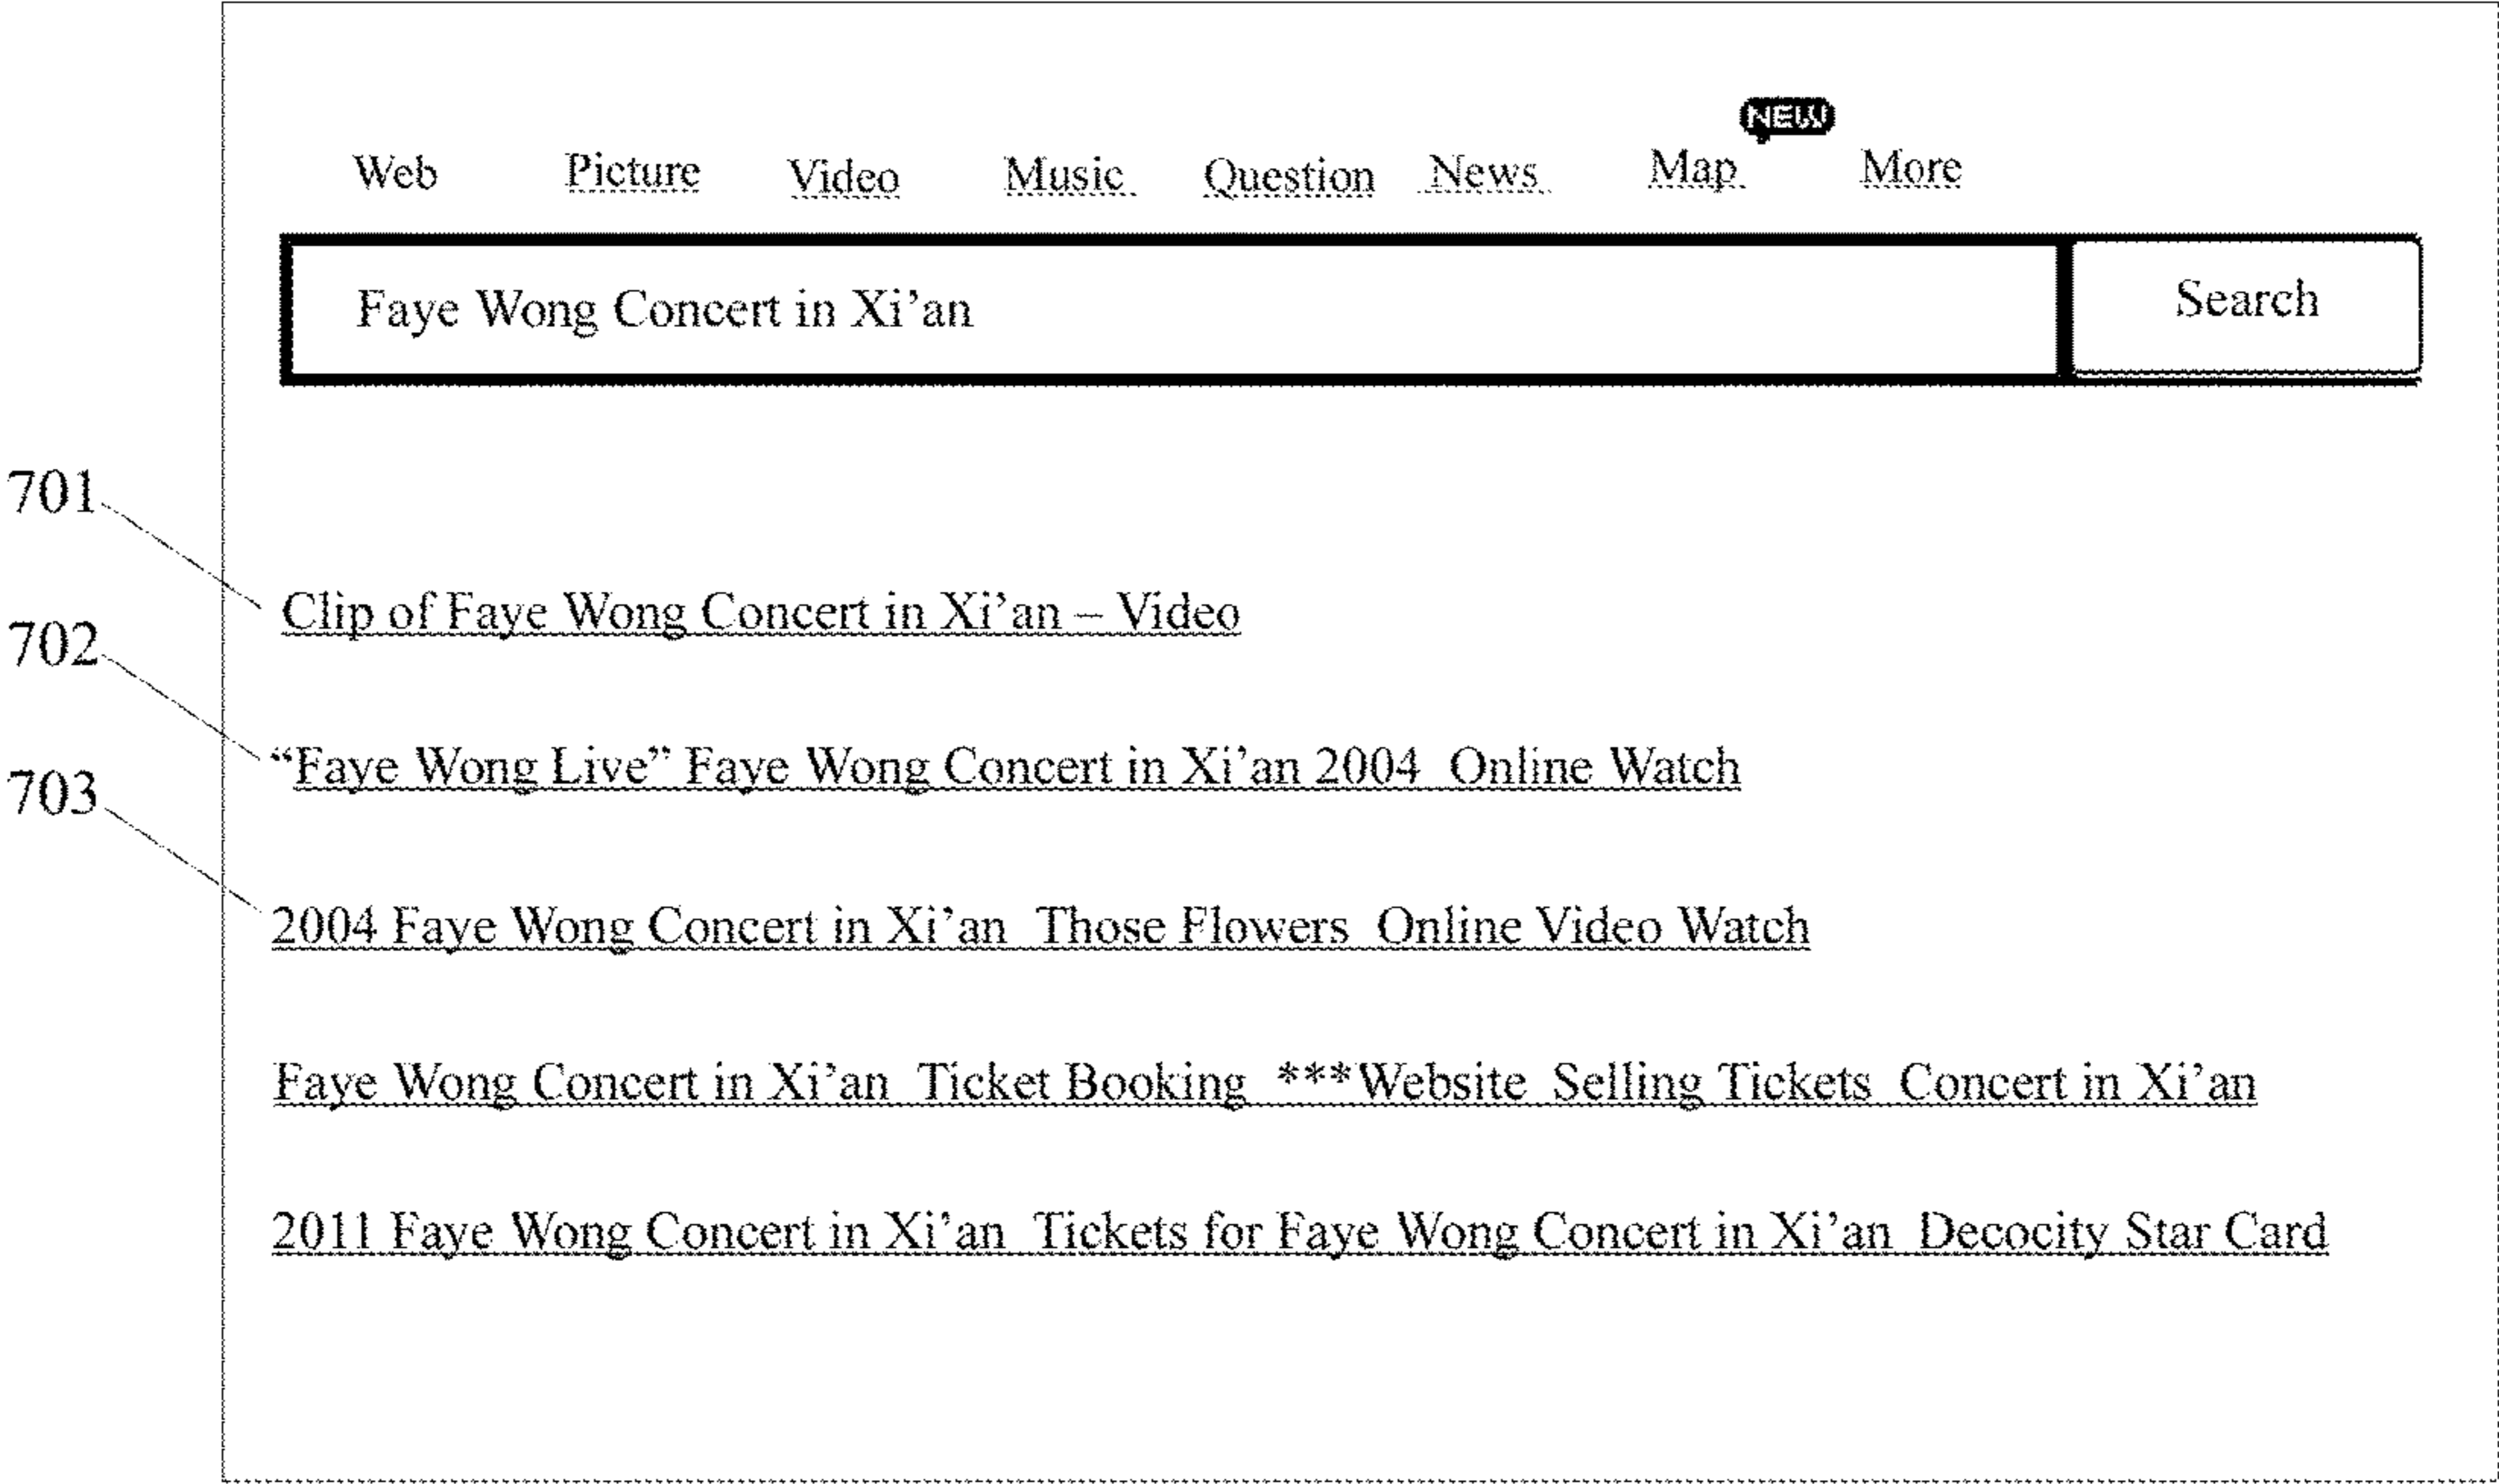 NEW
Web Picture Video Music Question News Map More
Faye Wong Concert in Xi’an Search
701
Clip of Faye Wong Concert in Xi’an – Video
702
“Faye Wong Live” Faye Wong Concert in Xi’an 2004 Online Watch
703
2004 Faye Wong Concert in Xi’an Those Flowers Online Video Watch
Faye Wong Concert in Xi’an Ticket Booking ***Website Selling Tickets Concert in Xi’an
2011 Faye Wong Concert in Xi’an Tickets for Faye Wong Concert in Xi’an Decocity Star Card